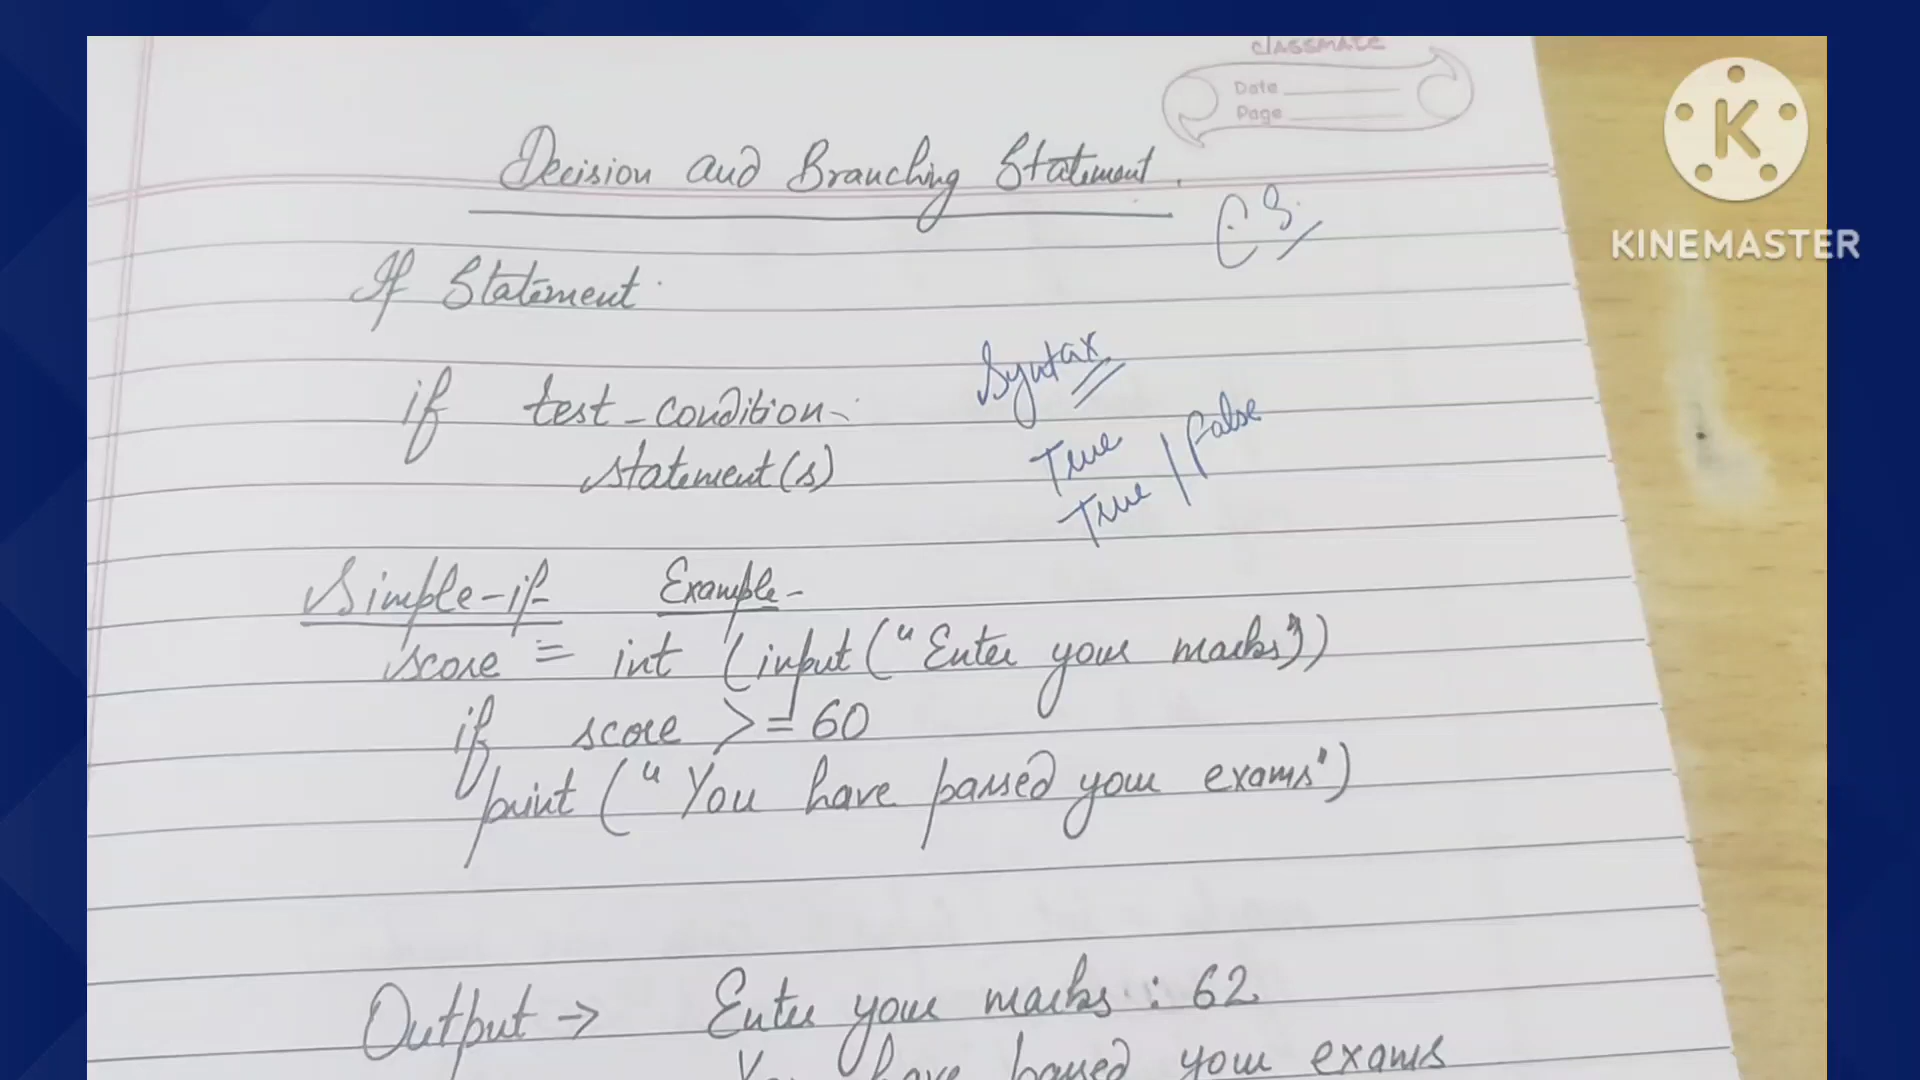 classmate
Date
Page
Decision and Branching Statement.
If Statement
Syntax
if test_condition
True
statement(s)
True | false
Simple-if Example-
score = int (input ("Enter your marks"))
if score >= 60
print ("You have passed your exams")
Output → Enter your marks : 62
You have passed your exams
K
KINEMASTER